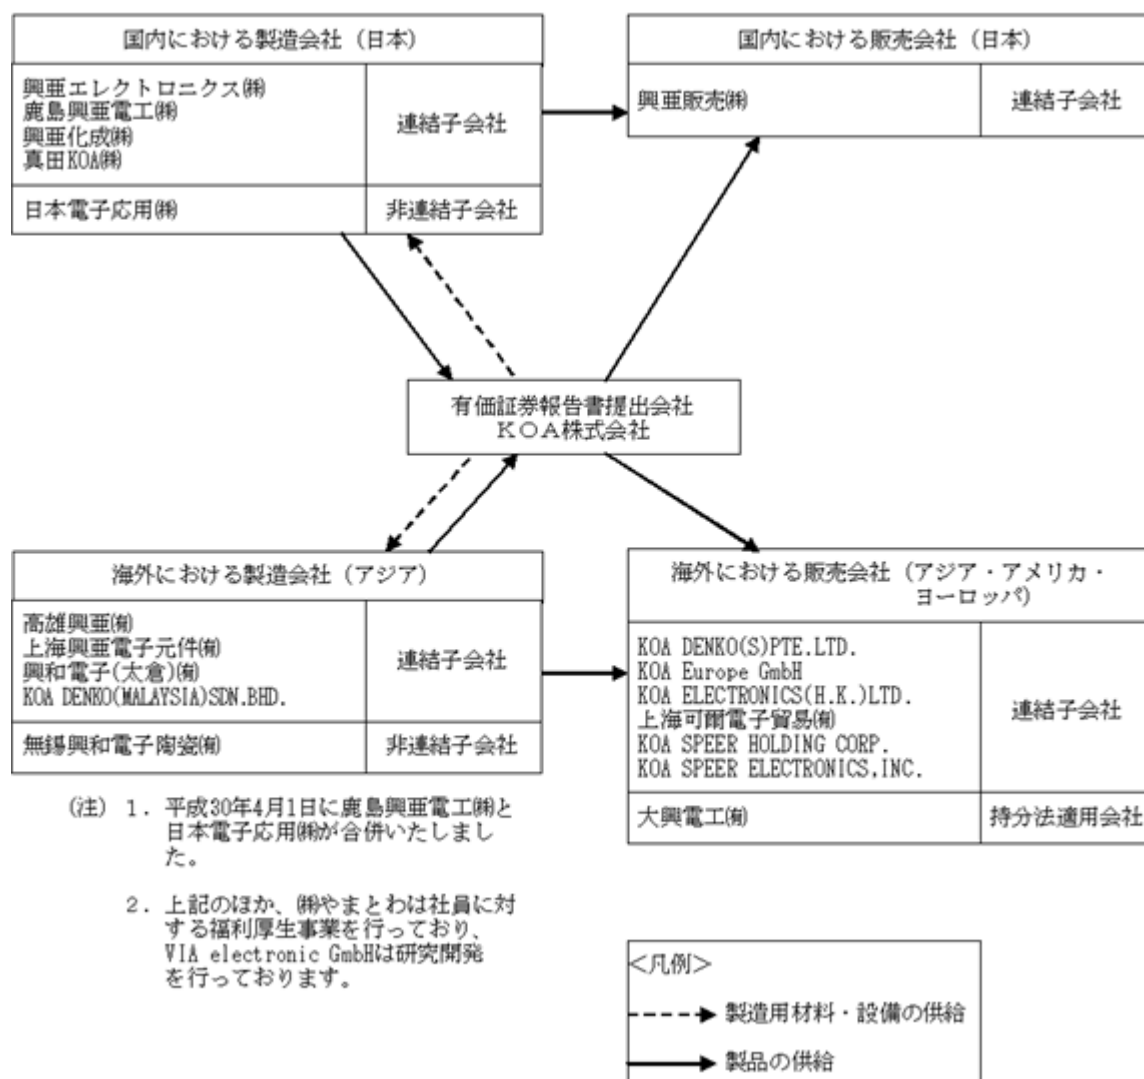 国内における製造会社（日本）
興亜エレクトロニクス㈱
鹿島興亜電工㈱
興亜化成㈱
真田KOA㈱
連結子会社
日本電子応用㈱
非連結子会社
国内における販売会社（日本）
興亜販売㈱
連結子会社
有価証券報告書提出会社
ＫＯＡ株式会社
海外における製造会社（アジア）
高雄興亜㈲
上海興亜電子元件㈲
興和電子(太倉)㈲
KOA DENKO(MALAYSIA)SDN.BHD.
連結子会社
無錫興和電子陶瓷㈲
非連結子会社
海外における販売会社（アジア・アメリカ・
ヨーロッパ）
KOA DENKO(S)PTE.LTD.
KOA Europe GmbH
KOA ELECTRONICS(H.K.)LTD.
上海可爾電子貿易㈲
KOA SPEER HOLDING CORP.
KOA SPEER ELECTRONICS,INC.
連結子会社
大興電工㈲
持分法適用会社
（注）１．平成30年4月1日に鹿島興亜電工㈱と
日本電子応用㈱が合併いたしまし
た。
２．上記のほか、㈱やまとわは社員に対
する福利厚生事業を行っており、
VIA electronic GmbHは研究開発
を行っております。
＜凡例＞
製造用材料・設備の供給
製品の供給